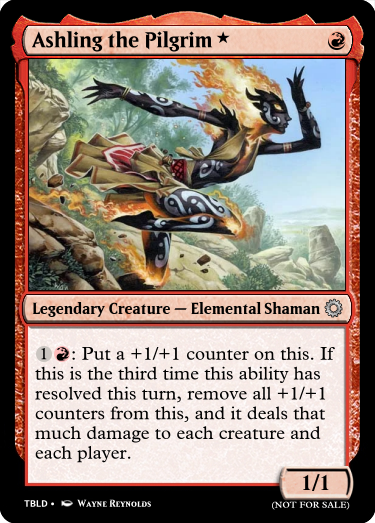 Ashling the Pilgrim ★
Legendary Creature — Elemental Shaman
1 R: Put a +1/+1 counter on this. If
this is the third time this ability has
resolved this turn, remove all +1/+1
counters from this, and it deals that
much damage to each creature and
each player.
1/1
TBLD • Wayne Reynolds
(NOT FOR SALE)